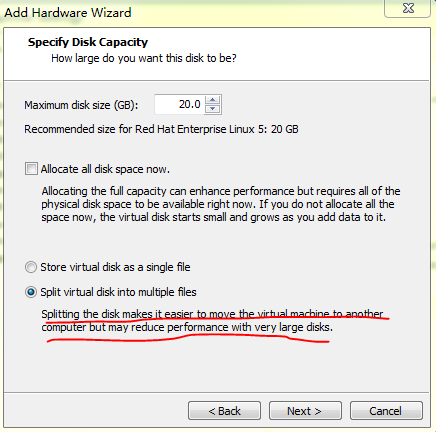 Add Hardware Wizard
Specify Disk Capacity
How large do you want this disk to be?
Maximum disk size (GB):
20.0
Recommended size for Red Hat Enterprise Linux 5: 20 GB
Allocate all disk space now.
Allocating the full capacity can enhance performance but requires all of the
physical disk space to be available right now. If you do not allocate all the
space now, the virtual disk starts small and grows as you add data to it.
Store virtual disk as a single file
Split virtual disk into multiple files
Splitting the disk makes it easier to move the virtual machine to another
computer but may reduce performance with very large disks.
< Back
Next >
Cancel